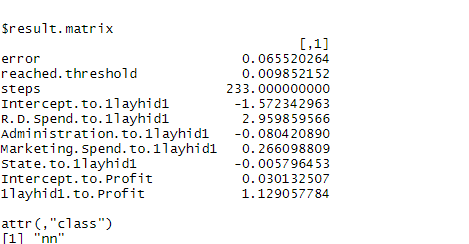 $result.matrix
[,1]
error 0.065520264
reached.threshold 0.009852152
steps 233.000000000
Intercept.to.1layhid1 -1.572342963
R.D.Spend.to.1layhid1 2.959859566
Administration.to.1layhid1 -0.080420890
Marketing.Spend.to.1layhid1 0.266098809
State.to.1layhid1 -0.005796453
Intercept.to.Profit 0.030132507
1layhid1.to.Profit 1.129057784
attr(,"class")
[1] "nn"